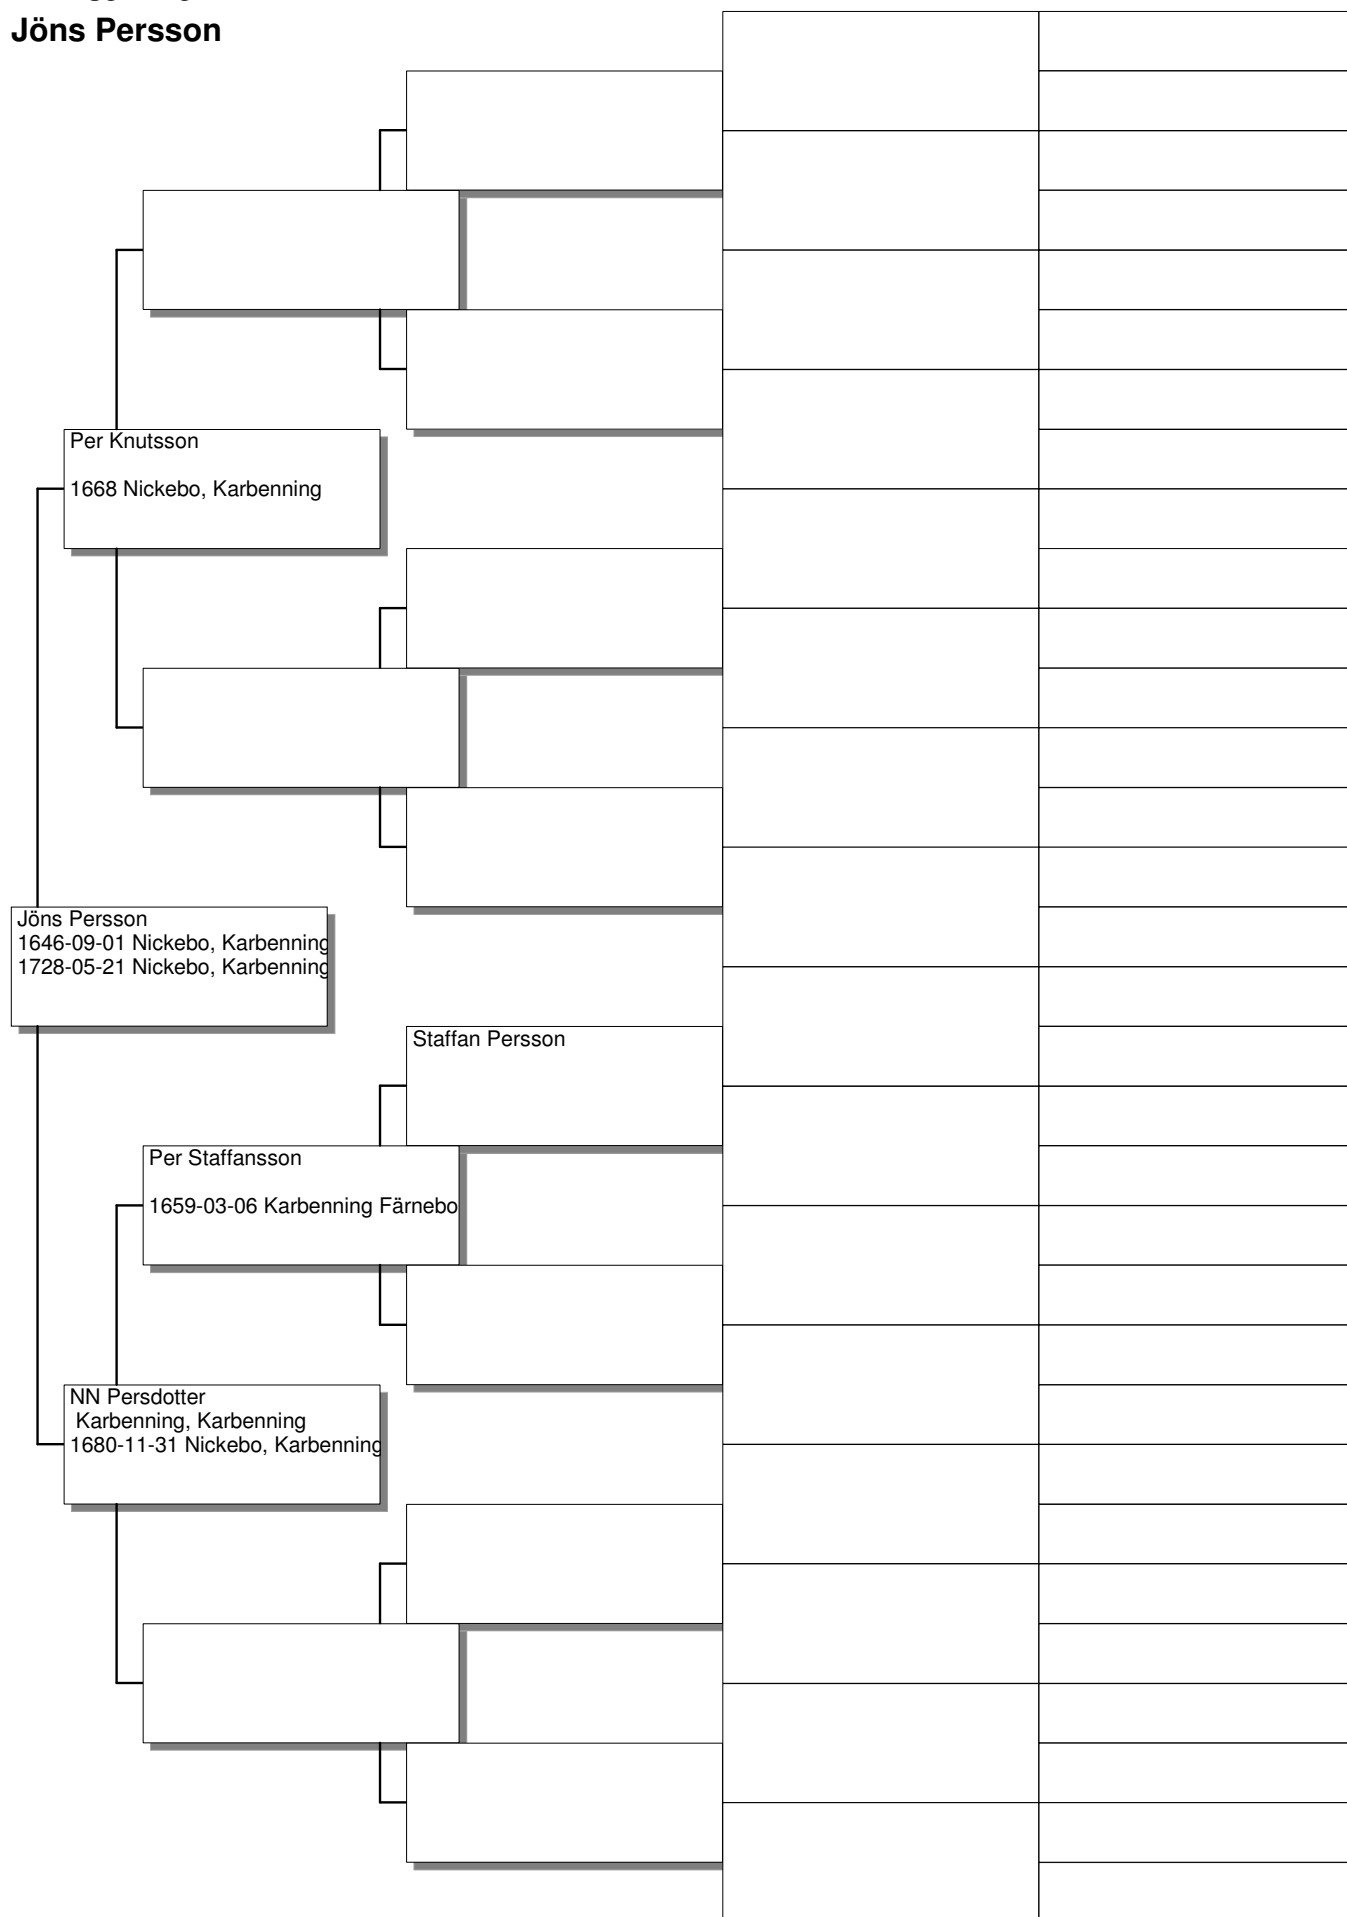 Jöns Persson
Per Knutsson
1668 Nickebo, Karbenning
Jöns Persson
1646-09-01 Nickebo, Karbenning
1728-05-21 Nickebo, Karbenning
Staffan Persson
Per Staffansson
1659-03-06 Karbenning Färnebo
NN Persdotter
Karbenning, Karbenning
1680-11-31 Nickebo, Karbenning